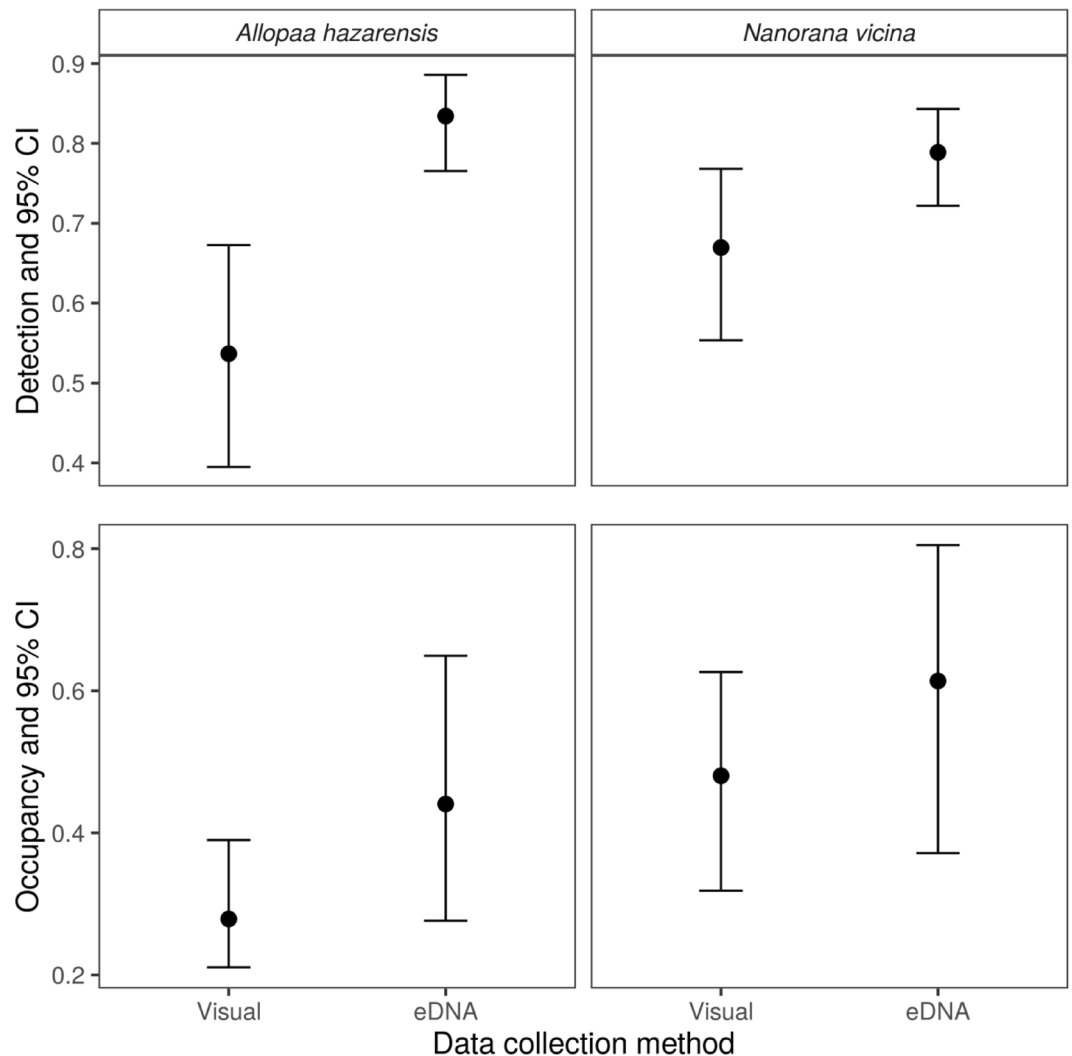 Allopaa hazarensis
Nanorana vicina
Detection and 95% CI
0.9
0.8
0.7
0.6
0.5
0.4
Occupancy and 95% CI
0.8
0.6
0.4
0.2
Visual
eDNA
Visual
eDNA
Data collection method